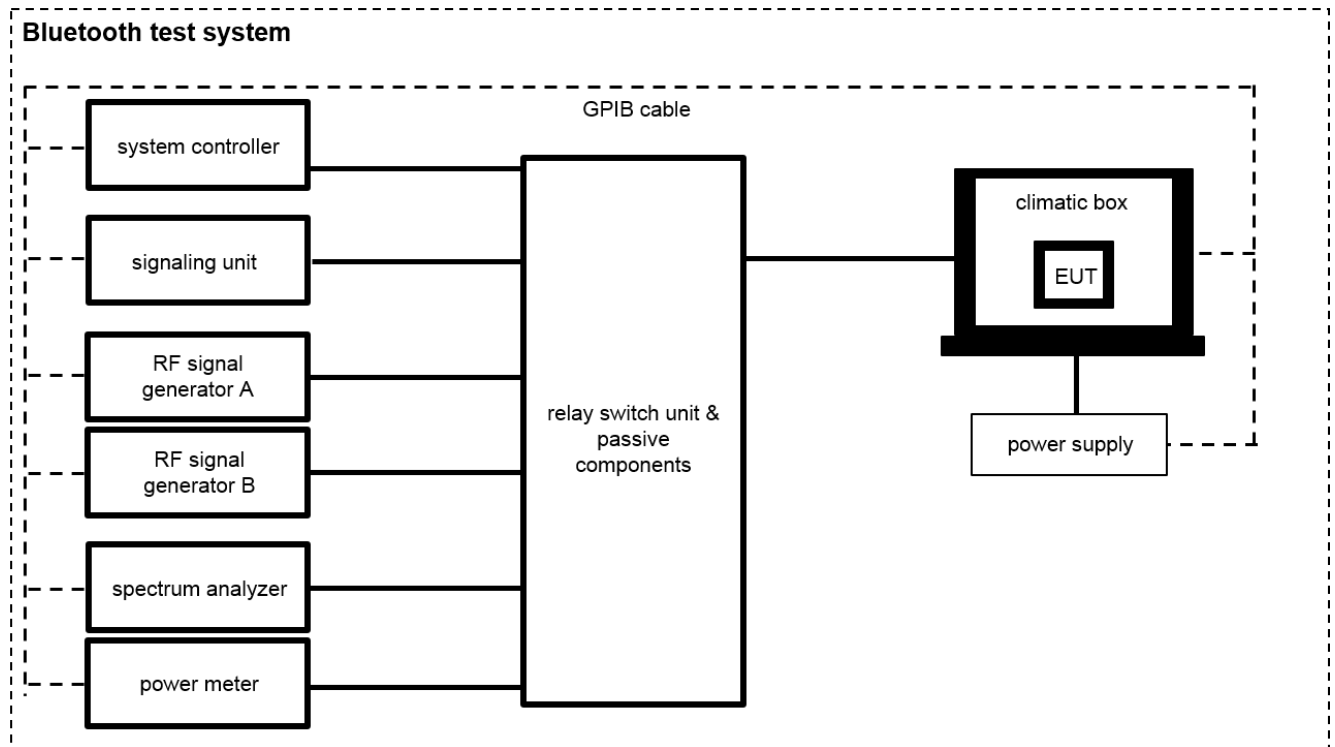 Bluetooth test system
GPIB cable
system controller
signaling unit
RF signal
generator A
RF signal
generator B
spectrum analyzer
power meter
relay switch unit &
passive
components
climatic box
EUT
power supply